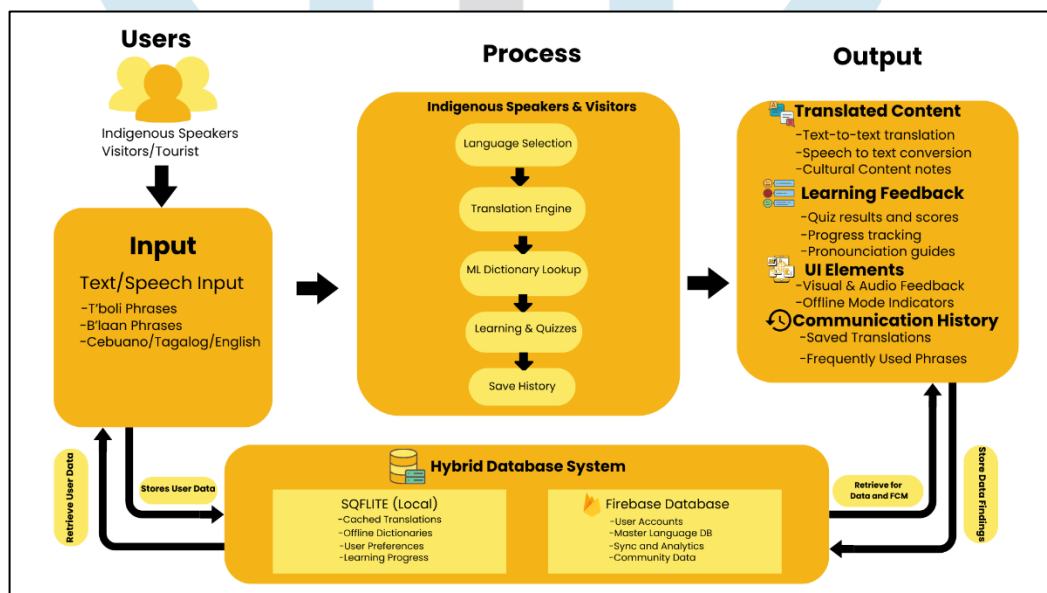 Users
Indigenous Speakers
Visitors/Tourist
Input
Text/Speech Input
-T'boli Phrases
-B'laan Phrases
-Cebuano/Tagalog/English
Process
Indigenous Speakers & Visitors
Language Selection
Translation Engine
ML Dictionary Lookup
Learning & Quizzes
Save History
Output
Translated Content
-Text-to-text translation
-Speech to text conversion
-Cultural Content notes
Learning Feedback
-Quiz results and scores
-Progress tracking
-Pronounciation guides
UI Elements
-Visual & Audio Feedback
-Offline Mode Indicators
Communication History
-Saved Translations
-Frequently Used Phrases
Retrieve User Data
Stores User Data
Hybrid Database System
SQFLITE (Local)
-Cached Translations
-Offline Dictionaries
-User Preferences
-Learning Progress
Firebase Database
-User Accounts
-Master Language DB
-Sync and Analytics
-Community Data
Retrieve for
Data and FCM
Store Data Findings